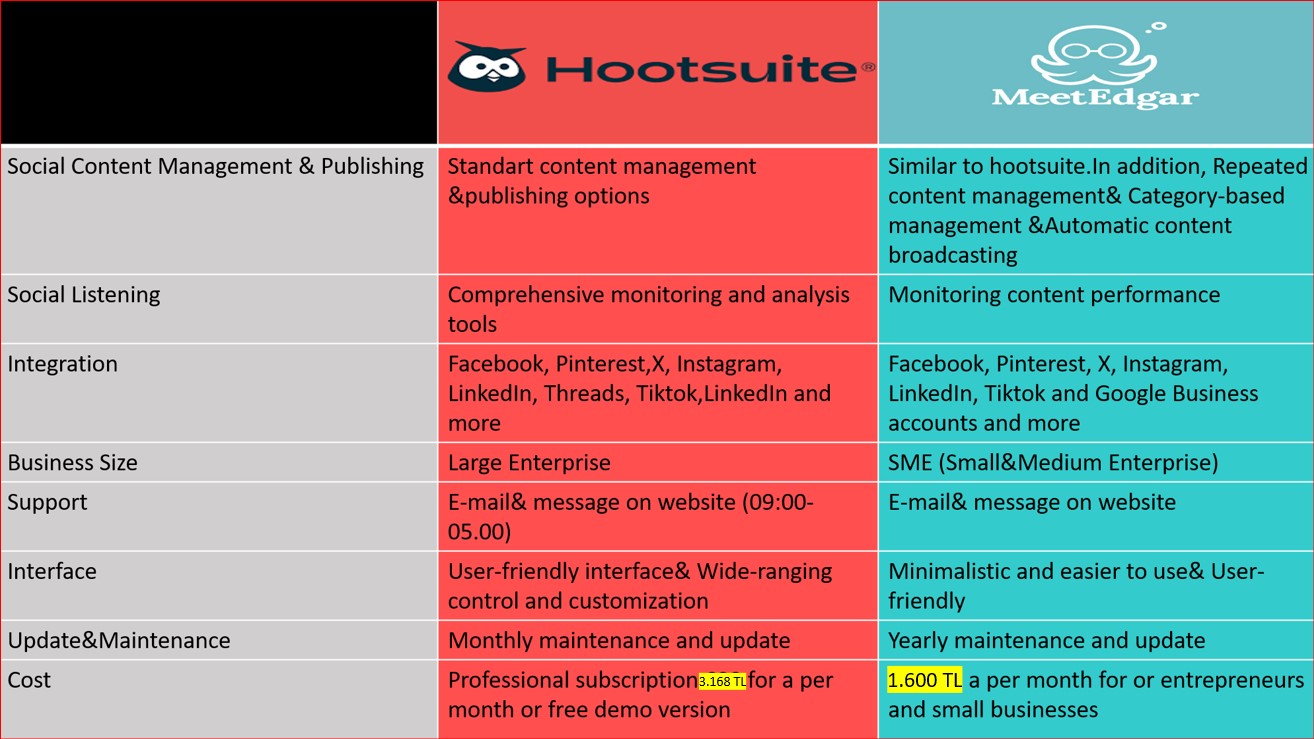 Hootsuite®
MeetEdgar
Social Content Management & Publishing
Standart content management
&publishing options
Similar to hootsuite.In addition, Repeated
content management& Category-based
management &Automatic content
broadcasting
Social Listening
Comprehensive monitoring and analysis
tools
Monitoring content performance
Integration
Facebook, Pinterest,X, Instagram,
LinkedIn, Threads, Tiktok,LinkedIn and
more
Facebook, Pinterest, X, Instagram,
LinkedIn, Tiktok and Google Business
accounts and more
Business Size
Large Enterprise
SME (Small&Medium Enterprise)
Support
E-mail& message on website (09:00-
05.00)
E-mail& message on website
Interface
User-friendly interface& Wide-ranging
control and customization
Minimalistic and easier to use& User-
friendly
Update&Maintenance
Monthly maintenance and update
Yearly maintenance and update
Cost
Professional subscription 3.168 TL for a per
month or free demo version
1.600 TL a per month for or entrepreneurs
and small businesses